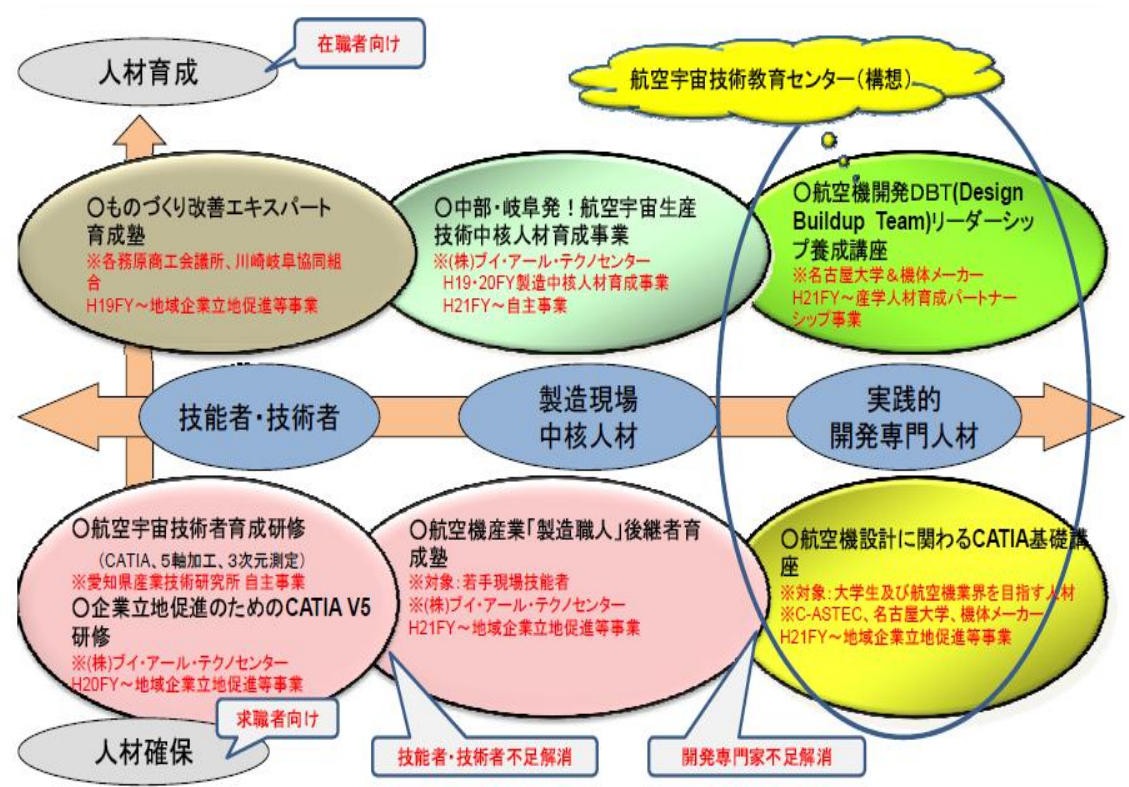 人材育成
在職者向け
航空宇宙技術教育センター(構想)
〇ものづくり改善エキスパート
育成塾
※各務原商工会議所、川崎岐阜協同組
合
H19FY～地域企業立地促進等事業
〇中部・岐阜発！航空宇宙生産
技術中核人材育成事業
※(株)ブイ・アール・テクノセンター
H19・20FY製造中核人材育成事業
H21FY～自主事業
〇航空機開発DBT(Design
Buildup Team)リーダーシッ
プ養成講座
※名古屋大学＆機体メーカー
H21FY～産学人材育成パートナー
シップ事業
技能者・技術者
製造現場
中核人材
実践的
開発専門人材
〇航空宇宙技術者育成研修
(CATIA、5軸加工、3次元測定)
※愛知県産業技術研究所 自主事業
〇企業立地促進のためのCATIA V5
研修
※(株)ブイ・アール・テクノセンター
H20FY～地域企業立地促進等事業
〇航空機産業「製造職人」後継者育
成塾
※対象：若手現場技能者
※(株)ブイ・アール・テクノセンター
H21FY～地域企業立地促進等事業
〇航空機設計に関わるCATIA基礎講
座
※対象：大学生及び航空機業界を目指す人材
※C-ASTEC、名古屋大学、機体メーカー
H21FY～地域企業立地促進等事業
求職者向け
人材確保
技能者・技術者不足解消
開発専門家不足解消